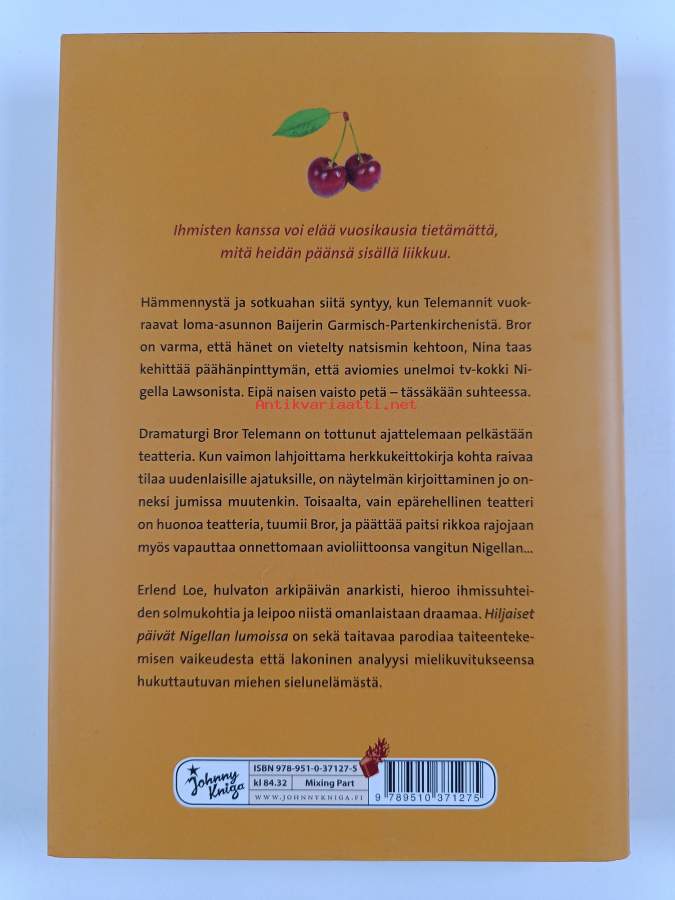 Ihmisten kanssa voi elää vuosikausia tietämättä,
mitä heidän päänsä sisällä liikkuu.
Hämmennystä ja sotkuahan siitä syntyy, kun Telemannit vuok-
raavat loma-asunnon Baijerin Garmisch-Partenkirchenistä. Bror
on varma, että hänet on vietelty natsismin kehtoon, Nina taas
kehittää päähänpinttymän, että aviomies unelmoi tv-kokki Ni-
gella Lawsonista. Eipä naisen vaisto petä – tässäkään suhteessa.
Antikvariaatti.net
Dramaturgi Bror Telemann on tottunut ajattelemaan pelkästään
teatteria. Kun vaimon lahjoittama herkkukeittokirja kohta raivaa
tilaa uudenlaisille ajatuksille, on näytelmän kirjoittaminen jo on-
neksi jumissa muutenkin. Toisaalta, vain epärehellinen teatteri
on huonoa teatteria, tuumii Bror, ja päättää paitsi rikkoa rajojaan
myös vapauttaa onnettomaan avioliittoonsa vangitun Nigellan...
Erlend Loe, hulvaton arkipäivän anarkisti, hieroo ihmissuhtei-
den solmukohtia ja leipoo niistä omanlaistaan draamaa. Hiljaiset
päivät Nigellan lumoissa on sekä taitavaa parodiaa taiteenteke-
misen vaikeudesta että lakoninen analyysi mielikuvitukseensa
hukuttautuvan miehen sielunelämästä.
Johnny
Kniga
ISBN 978-951-0-37127-5
kl 84.32 Mixing Part
WWW.JOHNNYKNIGA.FI
9 789510 371275